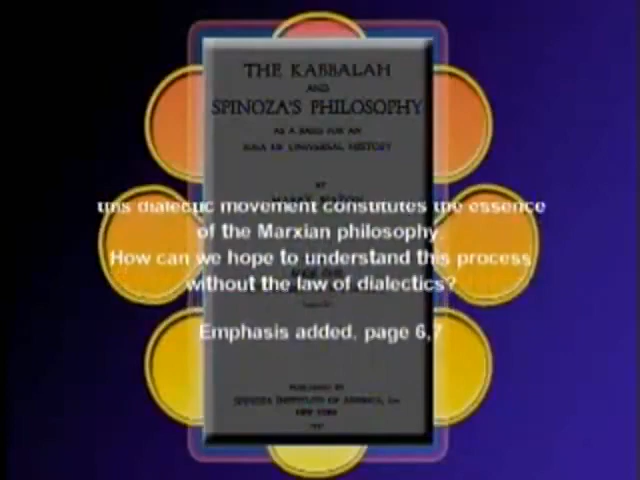 THE KABBALAH
AND
SPINOZA'S PHILOSOPHY
AS A BASIS FOR AN
IDEA OF UNIVERSAL HISTORY
BY
this dialectic movement constitutes the essence
of the Marxian philosophy.
How can we hope to understand this process
without the law of dialectics?
Emphasis added, page 6,7
PUBLISHED BY
SPINOZA INSTITUTE OF AMERICA, Inc.
NEW YORK